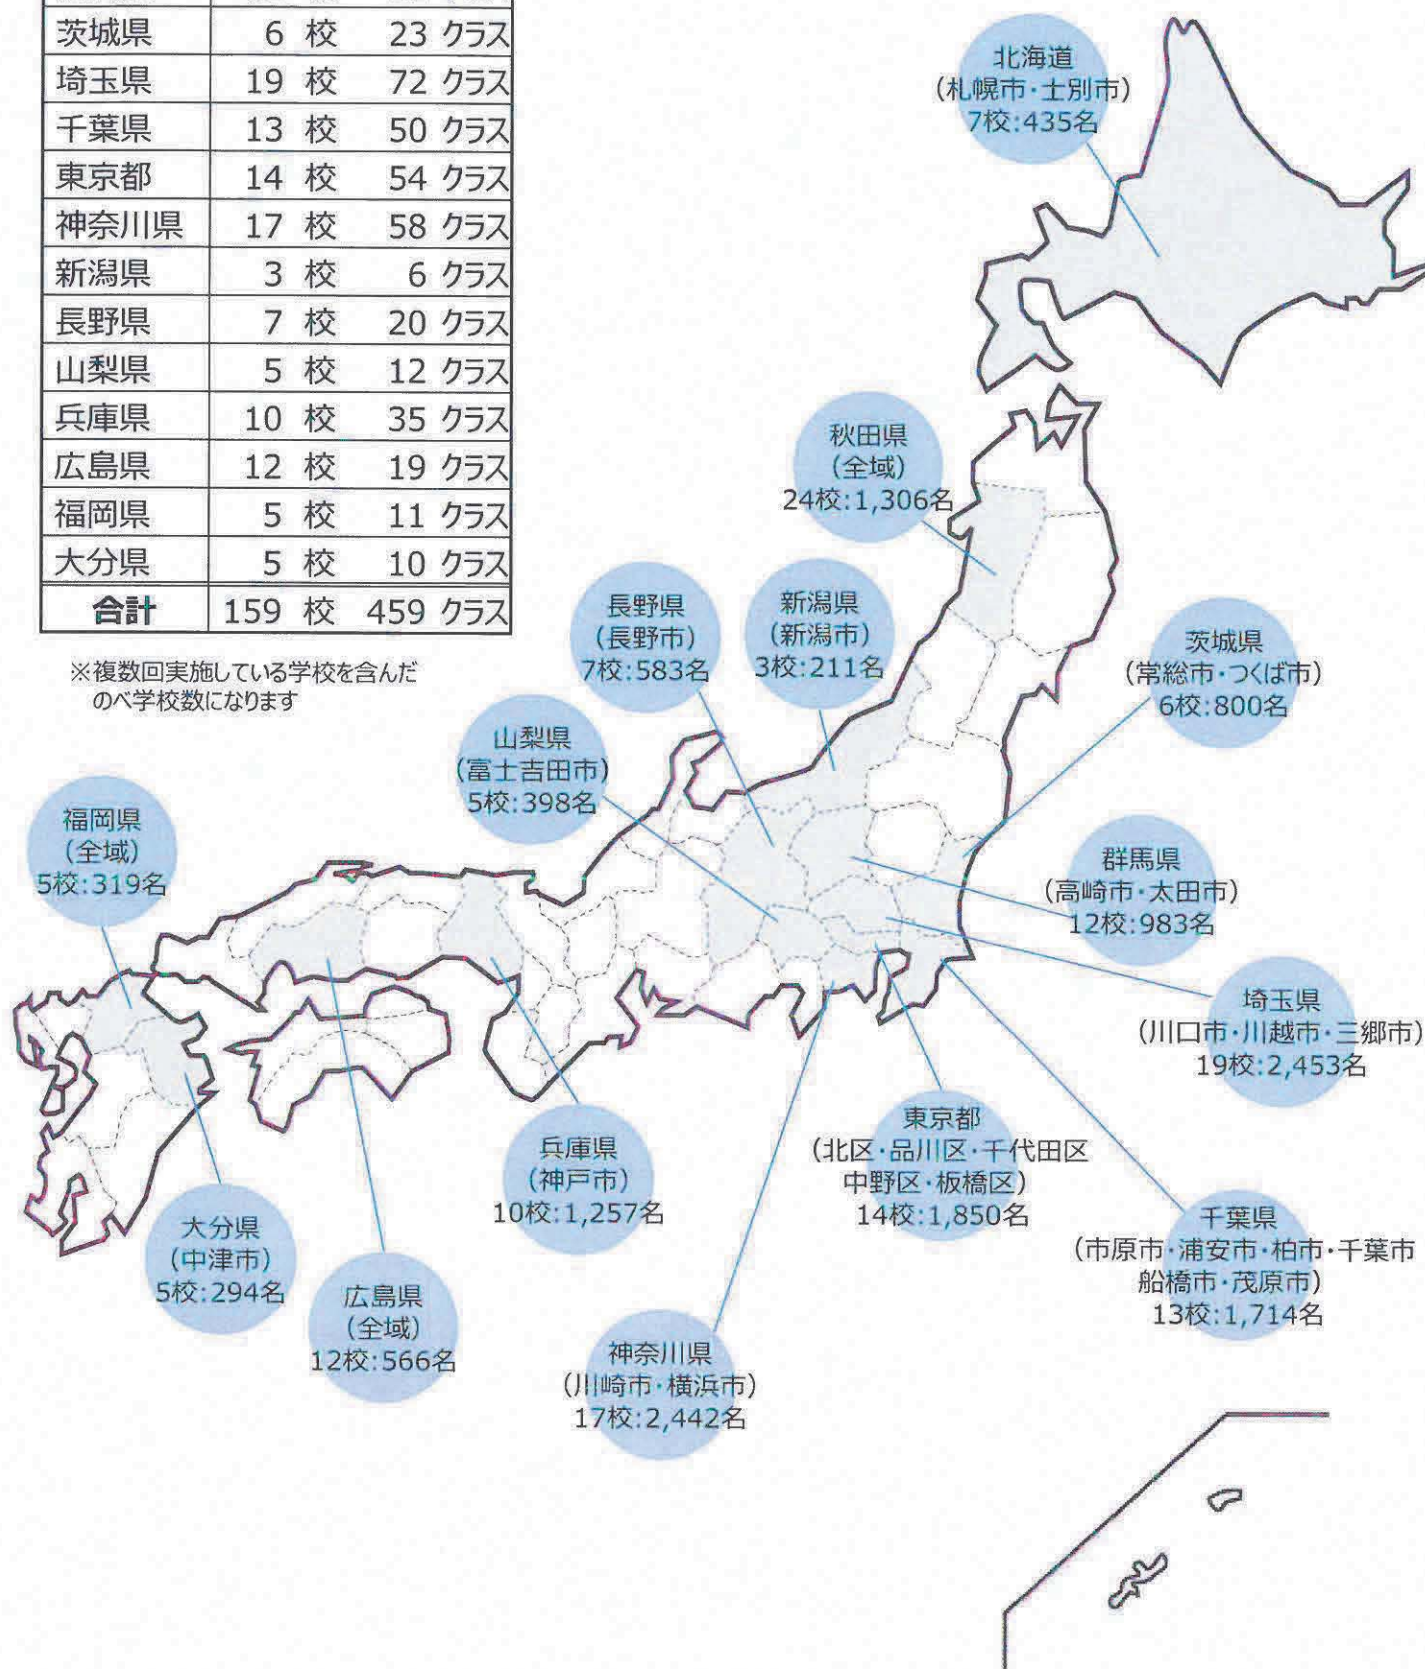 茨城県 6 校 23 クラス
埼玉県 19 校 72 クラス
千葉県 13 校 50 クラス
東京都 14 校 54 クラス
神奈川県 17 校 58 クラス
新潟県 3 校 6 クラス
長野県 7 校 20 クラス
山梨県 5 校 12 クラス
兵庫県 10 校 35 クラス
広島県 12 校 19 クラス
福岡県 5 校 11 クラス
大分県 5 校 10 クラス
合計 159 校 459 クラス
※複数回実施している学校を含んだ
のべ学校数になります
北海道
(札幌市・士別市)
7校:435名
秋田県
(全域)
24校:1,306名
長野県
(長野市)
7校:583名
新潟県
(新潟市)
3校:211名
茨城県
(常総市・つくば市)
6校:800名
山梨県
(富士吉田市)
5校:398名
福岡県
(全域)
5校:319名
群馬県
(高崎市・太田市)
12校:983名
埼玉県
(川口市・川越市・三郷市)
19校:2,453名
東京都
(北区・品川区・千代田区
中野区・板橋区)
14校:1,850名
兵庫県
(神戸市)
10校:1,257名
千葉県
(市原市・浦安市・柏市・千葉市
船橋市・茂原市)
13校:1,714名
大分県
(中津市)
5校:294名
広島県
(全域)
12校:566名
神奈川県
(川崎市・横浜市)
17校:2,442名